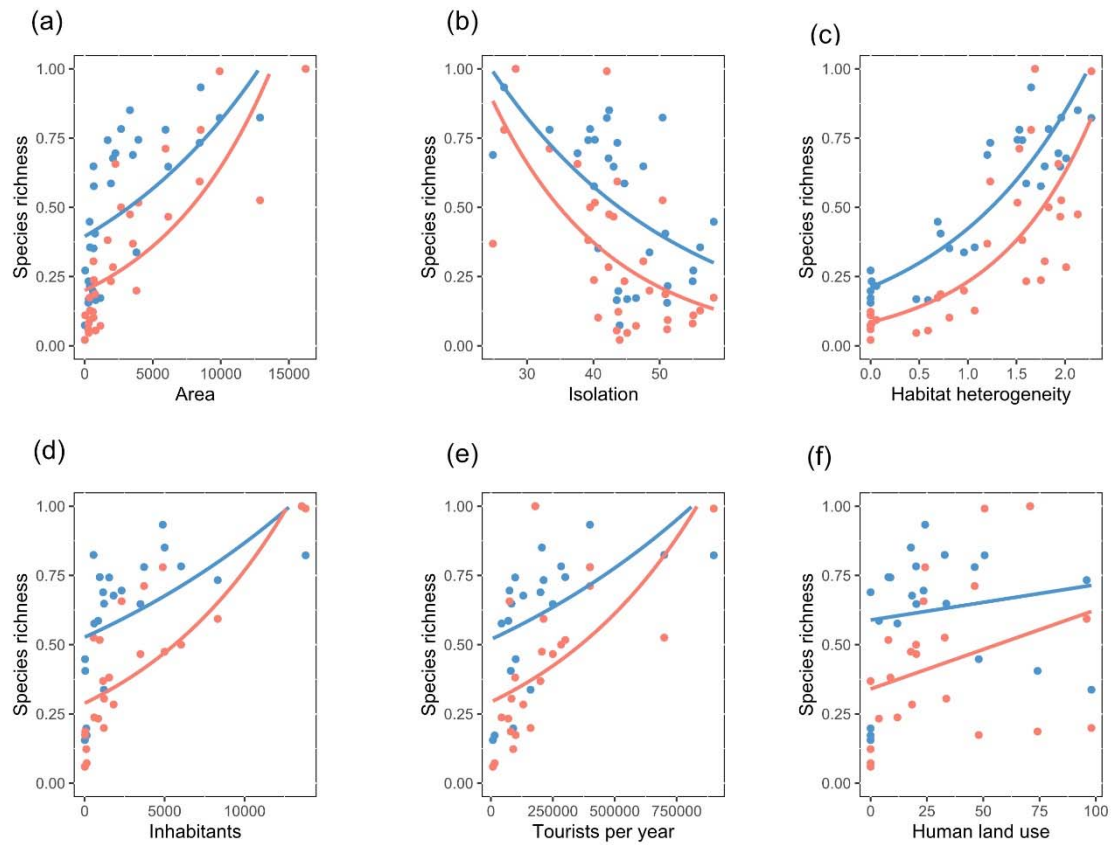 (a)
Species richness
1.00
0.75
0.50
0.25
0.00
0 5000 10000 15000
Area
(b)
Species richness
1.00
0.75
0.50
0.25
0.00
30 40 50
Isolation
(c)
Species richness
1.00
0.75
0.50
0.25
0.00
0.0 0.5 1.0 1.5 2.0
Habitat heterogeneity
(d)
Species richness
1.00
0.75
0.50
0.25
0.00
0 5000 10000
Inhabitants
(e)
Species richness
1.00
0.75
0.50
0.25
0.00
0 250000 500000 750000
Tourists per year
(f)
Species richness
1.00
0.75
0.50
0.25
0.00
0 25 50 75 100
Human land use